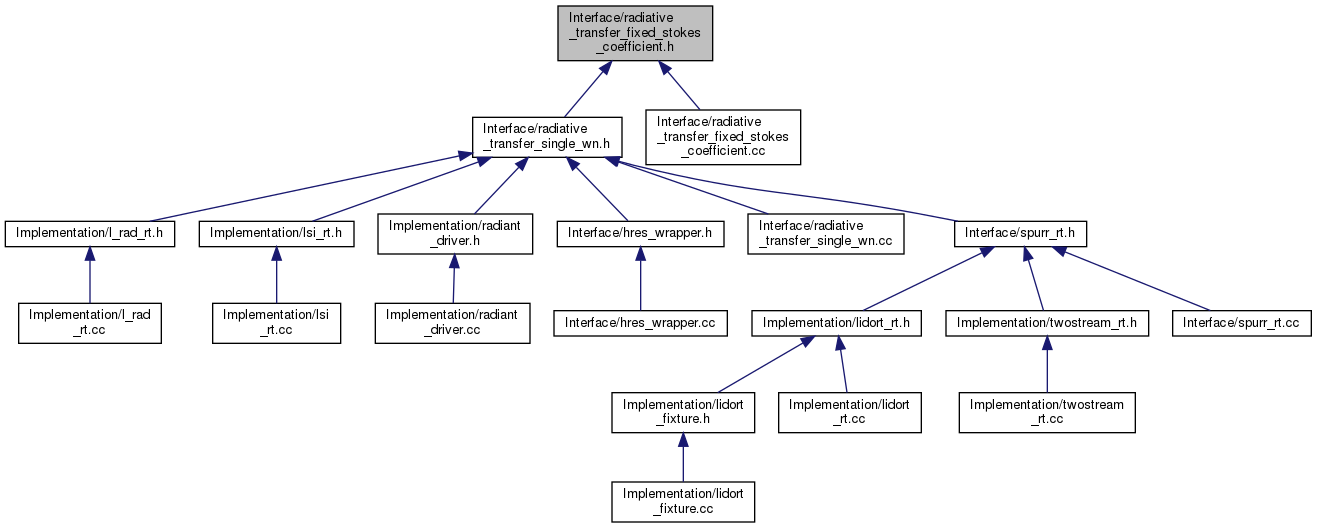 Interface/radiative
_transfer_fixed_stokes
_coefficient.h
Interface/radiative
_transfer_single_wn.h
Interface/radiative
_transfer_fixed_stokes
_coefficient.cc
Implementation/l_rad_rt.h
Implementation/lsi_rt.h
Implementation/radiant
_driver.h
Interface/hres_wrapper.h
Interface/radiative
_transfer_single_wn.cc
Interface/spurr_rt.h
Implementation/l_rad
_rt.cc
Implementation/lsi
_rt.cc
Implementation/radiant
_driver.cc
Interface/hres_wrapper.cc
Implementation/lidort_rt.h
Implementation/twostream_rt.h
Interface/spurr_rt.cc
Implementation/lidort
_fixture.h
Implementation/lidort
_rt.cc
Implementation/twostream
_rt.cc
Implementation/lidort
_fixture.cc